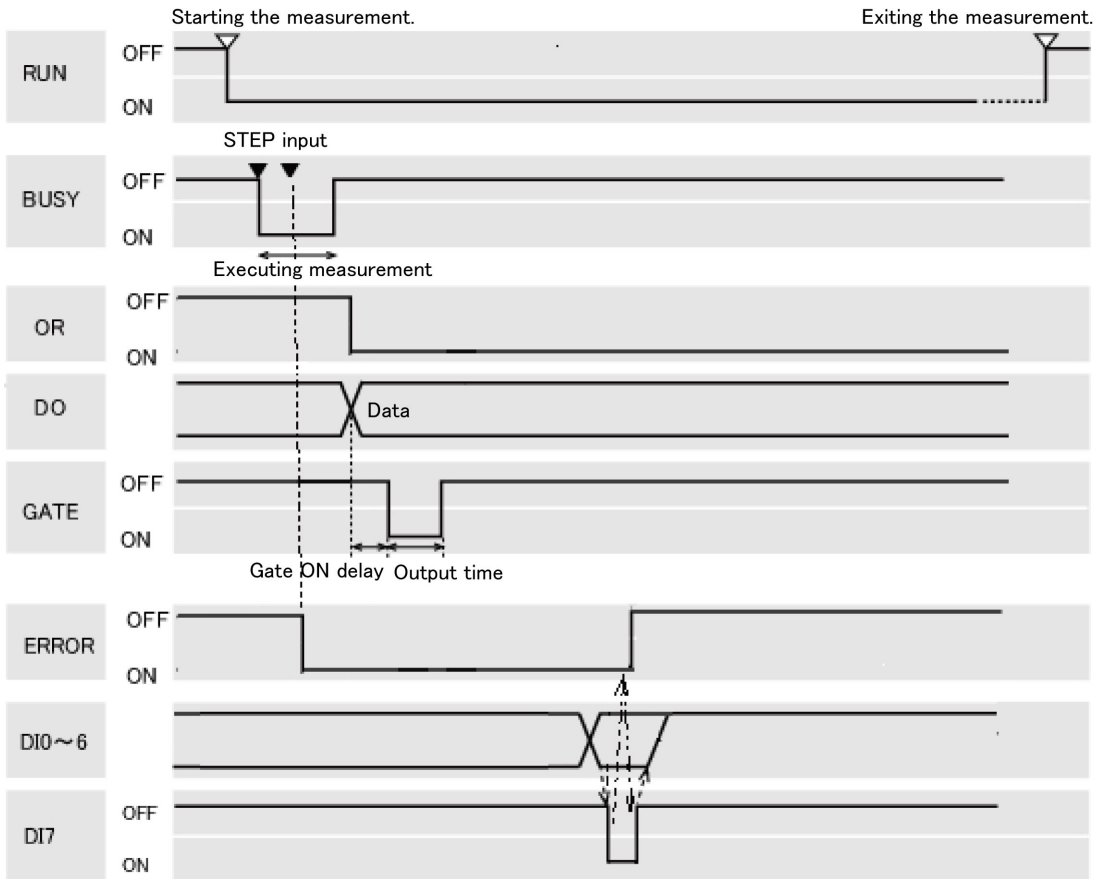 Starting the measurement.
Exiting the measurement.
RUN
OFF
ON
STEP input
BUSY
OFF
ON
Executing measurement
OR
OFF
ON
DO
Data
GATE
OFF
ON
Gate ON delay
Output time
ERROR
OFF
ON
DI0～6
DI7
OFF
ON